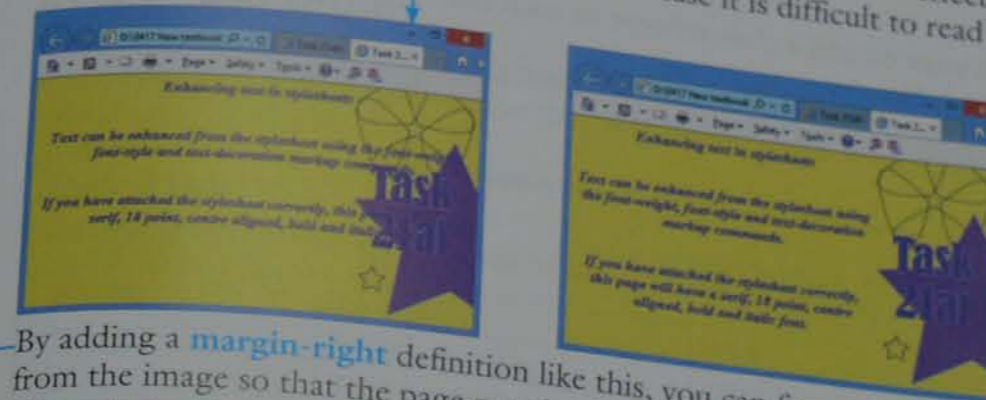 it is difficult to read
Enhancing text in stylesheets
Text can be enhanced from the stylesheet using the font-weight,
font-style and text-decoration markup
If you have attached the stylesheet correctly, this
serif, 18 point, centre aligned, bold and italic
Task
21ai
Enhancing text in stylesheets
Text can be enhanced from the stylesheet using
the font-weight, font-style and text-decoration
markup commands.
If you have attached the stylesheet correctly,
this page will have a serif, 18 point, centre
aligned, bold and italic font.
Task
21ai
By adding a margin-right definition like this, you can
from the image so that the page